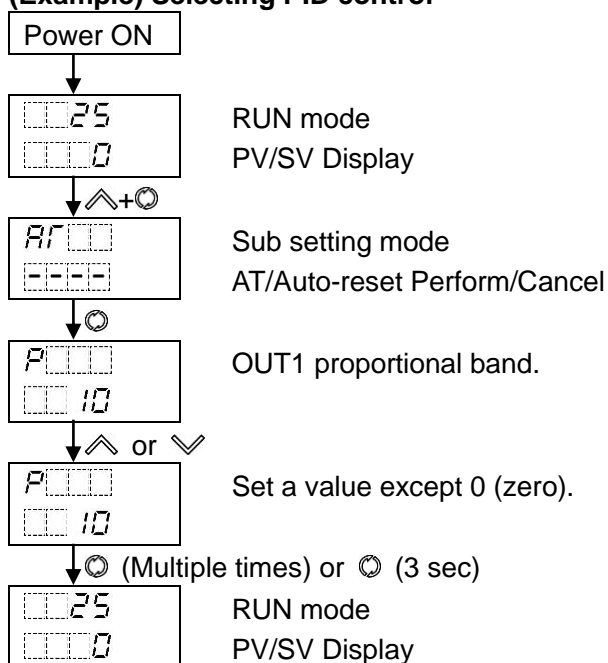 (Example) Selecting PID control
Power ON
25 RUN mode
0 PV/SV Display
+
AT Sub setting mode
---- AT/Auto-reset Perform/Cancel
P OUT1 proportional band.
10
or
P Set a value except 0 (zero).
10
(Multiple times) or (3 sec)
25 RUN mode
0 PV/SV Display